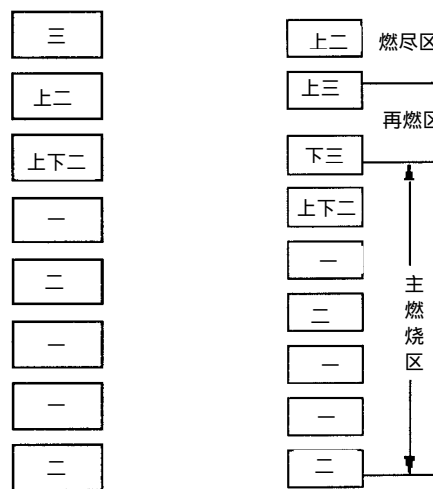 三
上二
上下二
一
二
一
一
二
上二
燃尽区
上三
再燃区
下三
上下二
一
二
一
一
二
主燃烧区